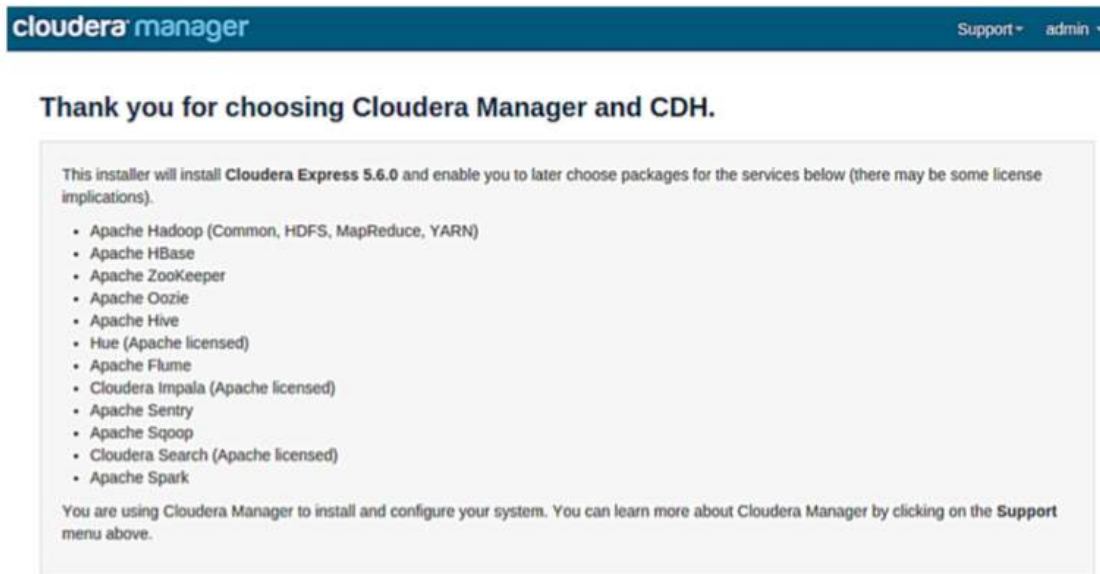 cloudera manager
Support admin
Thank you for choosing Cloudera Manager and CDH.
This installer will install Cloudera Express 5.6.0 and enable you to later choose packages for the services below (there may be some license
implications).
• Apache Hadoop (Common, HDFS, MapReduce, YARN)
• Apache HBase
• Apache ZooKeeper
• Apache Oozie
• Apache Hive
• Hue (Apache licensed)
• Apache Flume
• Cloudera Impala (Apache licensed)
• Apache Sentry
• Apache Sqoop
• Cloudera Search (Apache licensed)
• Apache Spark
You are using Cloudera Manager to install and configure your system. You can learn more about Cloudera Manager by clicking on the Support
menu above.